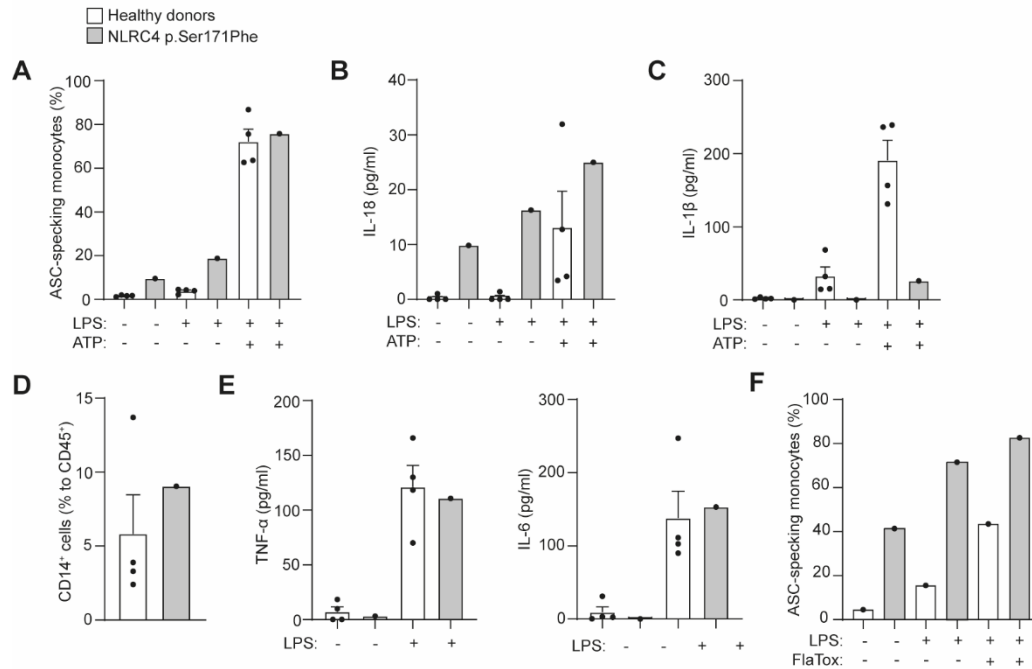 Healthy donors
NLRC4 p.Ser171Phe
A
ASC-specking monocytes (%)
100
80
60
40
20
0
LPS: - - + + + +
ATP: - - - - + +
B
IL-18 (pg/ml)
40
30
20
10
0
LPS: - - + + + +
ATP: - - - - + +
C
IL-1β (pg/ml)
300
200
100
0
LPS: - - + + + +
ATP: - - - - + +
D
CD14⁺ cells (% to CD45⁺)
15
10
5
0
E
TNF-α (pg/ml)
200
150
100
50
0
LPS: - - + +
IL-6 (pg/ml)
300
150
0
LPS: - - + +
F
ASC-specking monocytes (%)
100
80
60
40
20
0
LPS: - - + + + +
FlaTox: - - - - + +